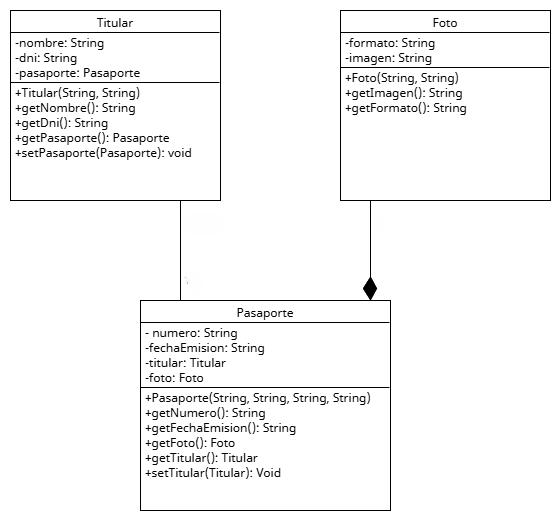 Titular
-nombre: String
-dni: String
-pasaporte: Pasaporte
+Titular(String, String)
+getNombre(): String
+getDni(): String
+getPasaporte(): Pasaporte
+setPasaporte(Pasaporte): void
Foto
-formato: String
-imagen: String
+Foto(String, String)
+getImagen(): String
+getFormato(): String
Pasaporte
- numero: String
-fechaEmision: String
-titular: Titular
-foto: Foto
+Pasaporte(String, String, String, String)
+getNumero(): String
+getFechaEmision(): String
+getFoto(): Foto
+getTitular(): Titular
+setTitular(Titular): Void